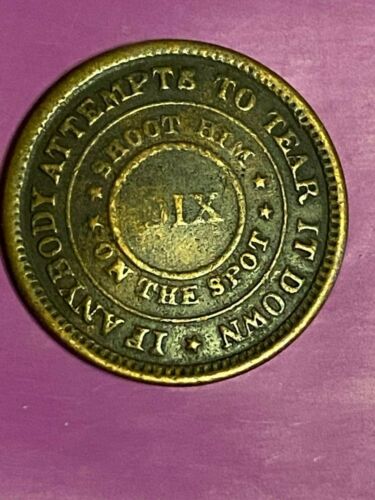 IF ANYBODY ATTEMPTS TO TEAR IT DOWN
SHOOT HIM
ON THE SPOT
DIX